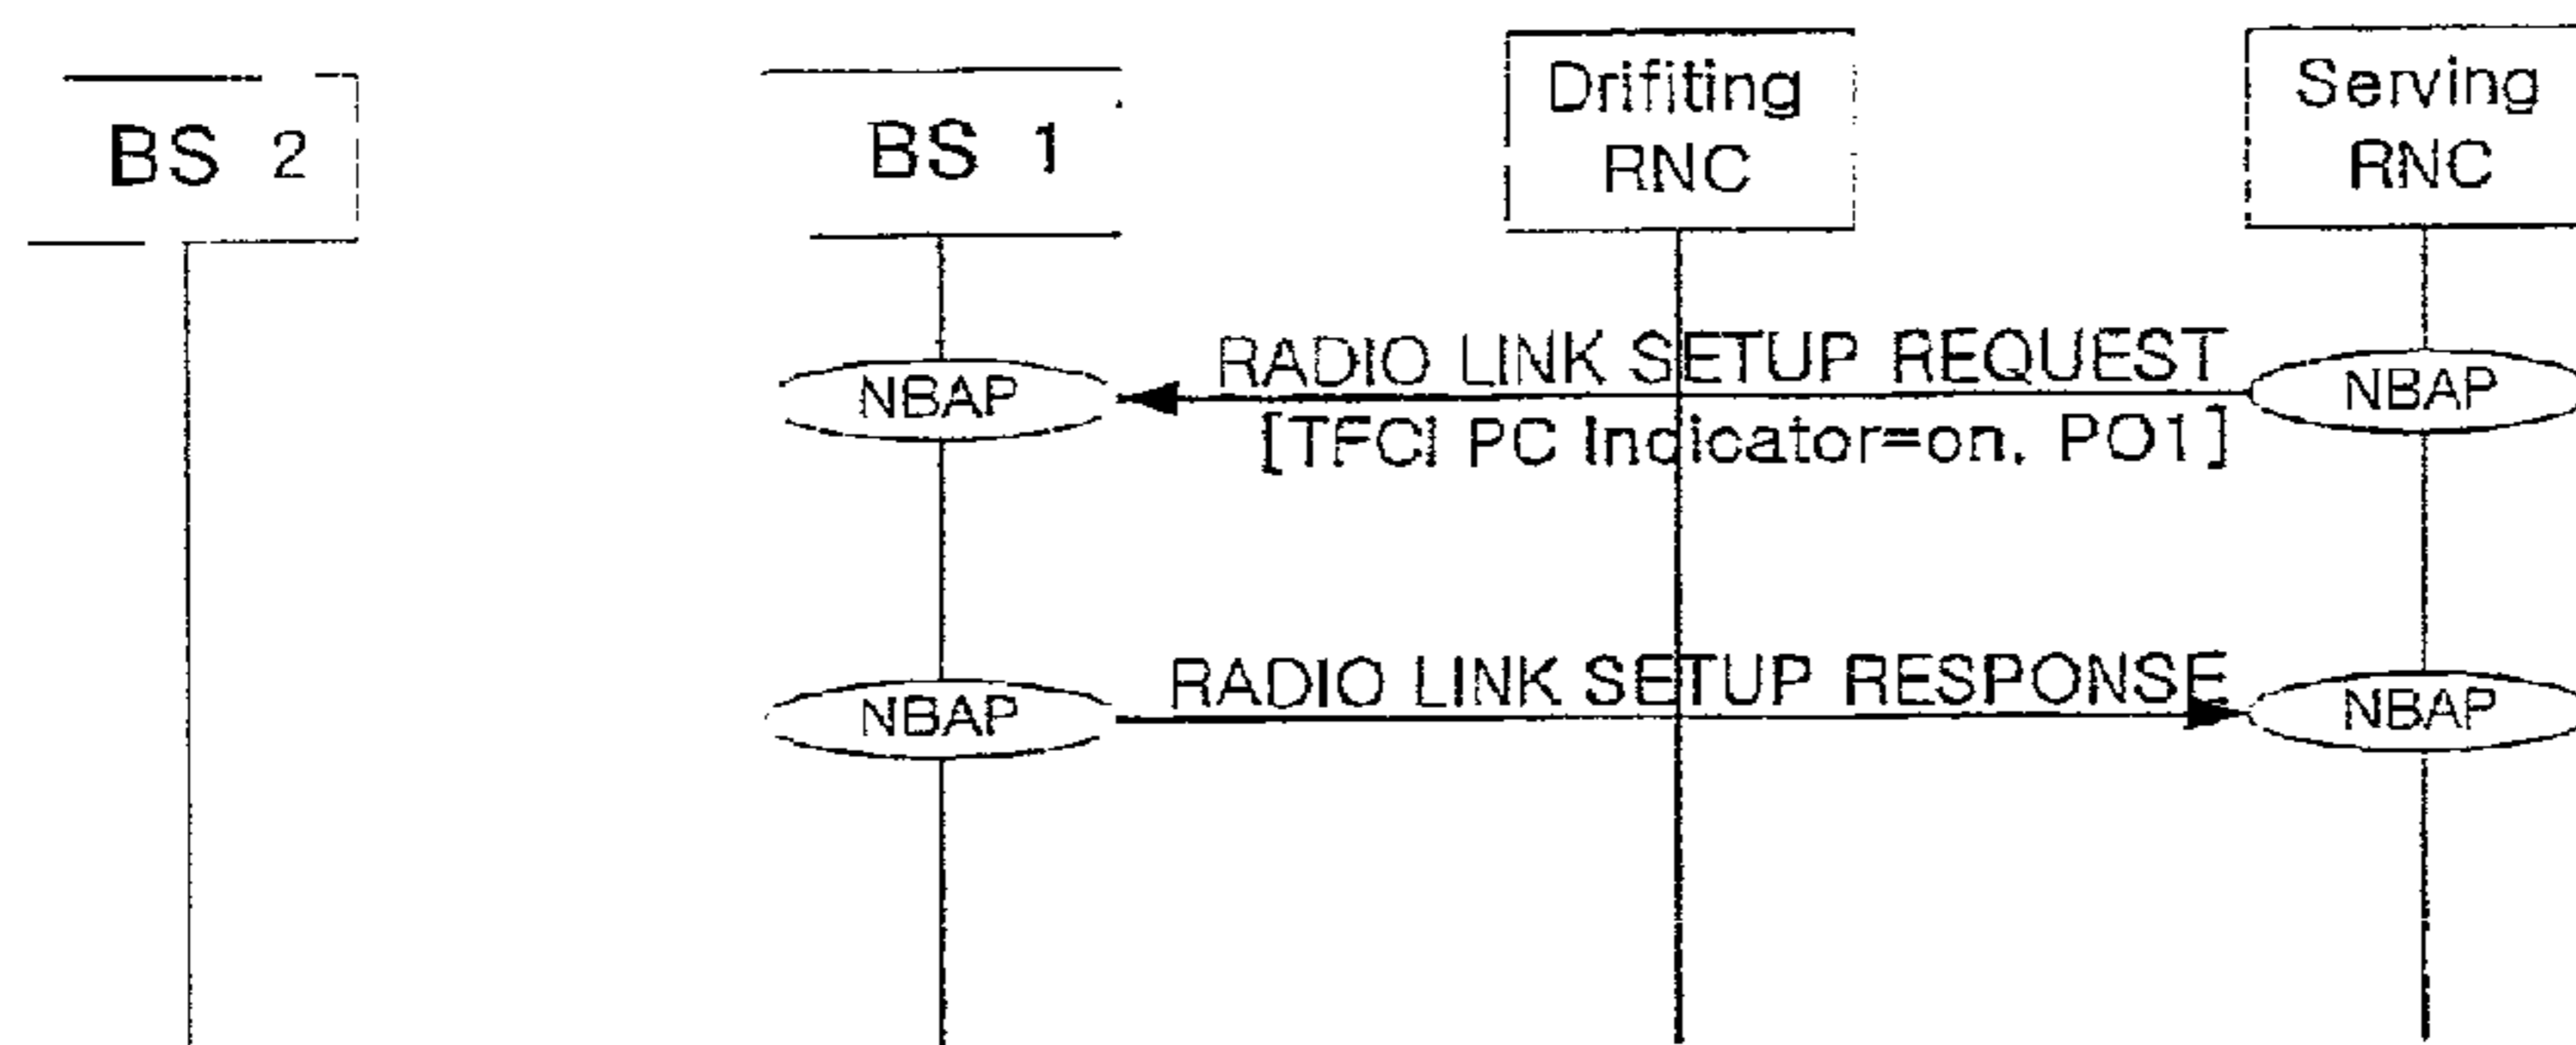 BS 2
BS 1
Drifiting
RNC
Serving
RNC
RADIO LINK SETUP REQUEST
NBAP
NBAP
[TFCI PC Indicator=on, PO1]
RADIO LINK SETUP RESPONSE
NBAP
NBAP